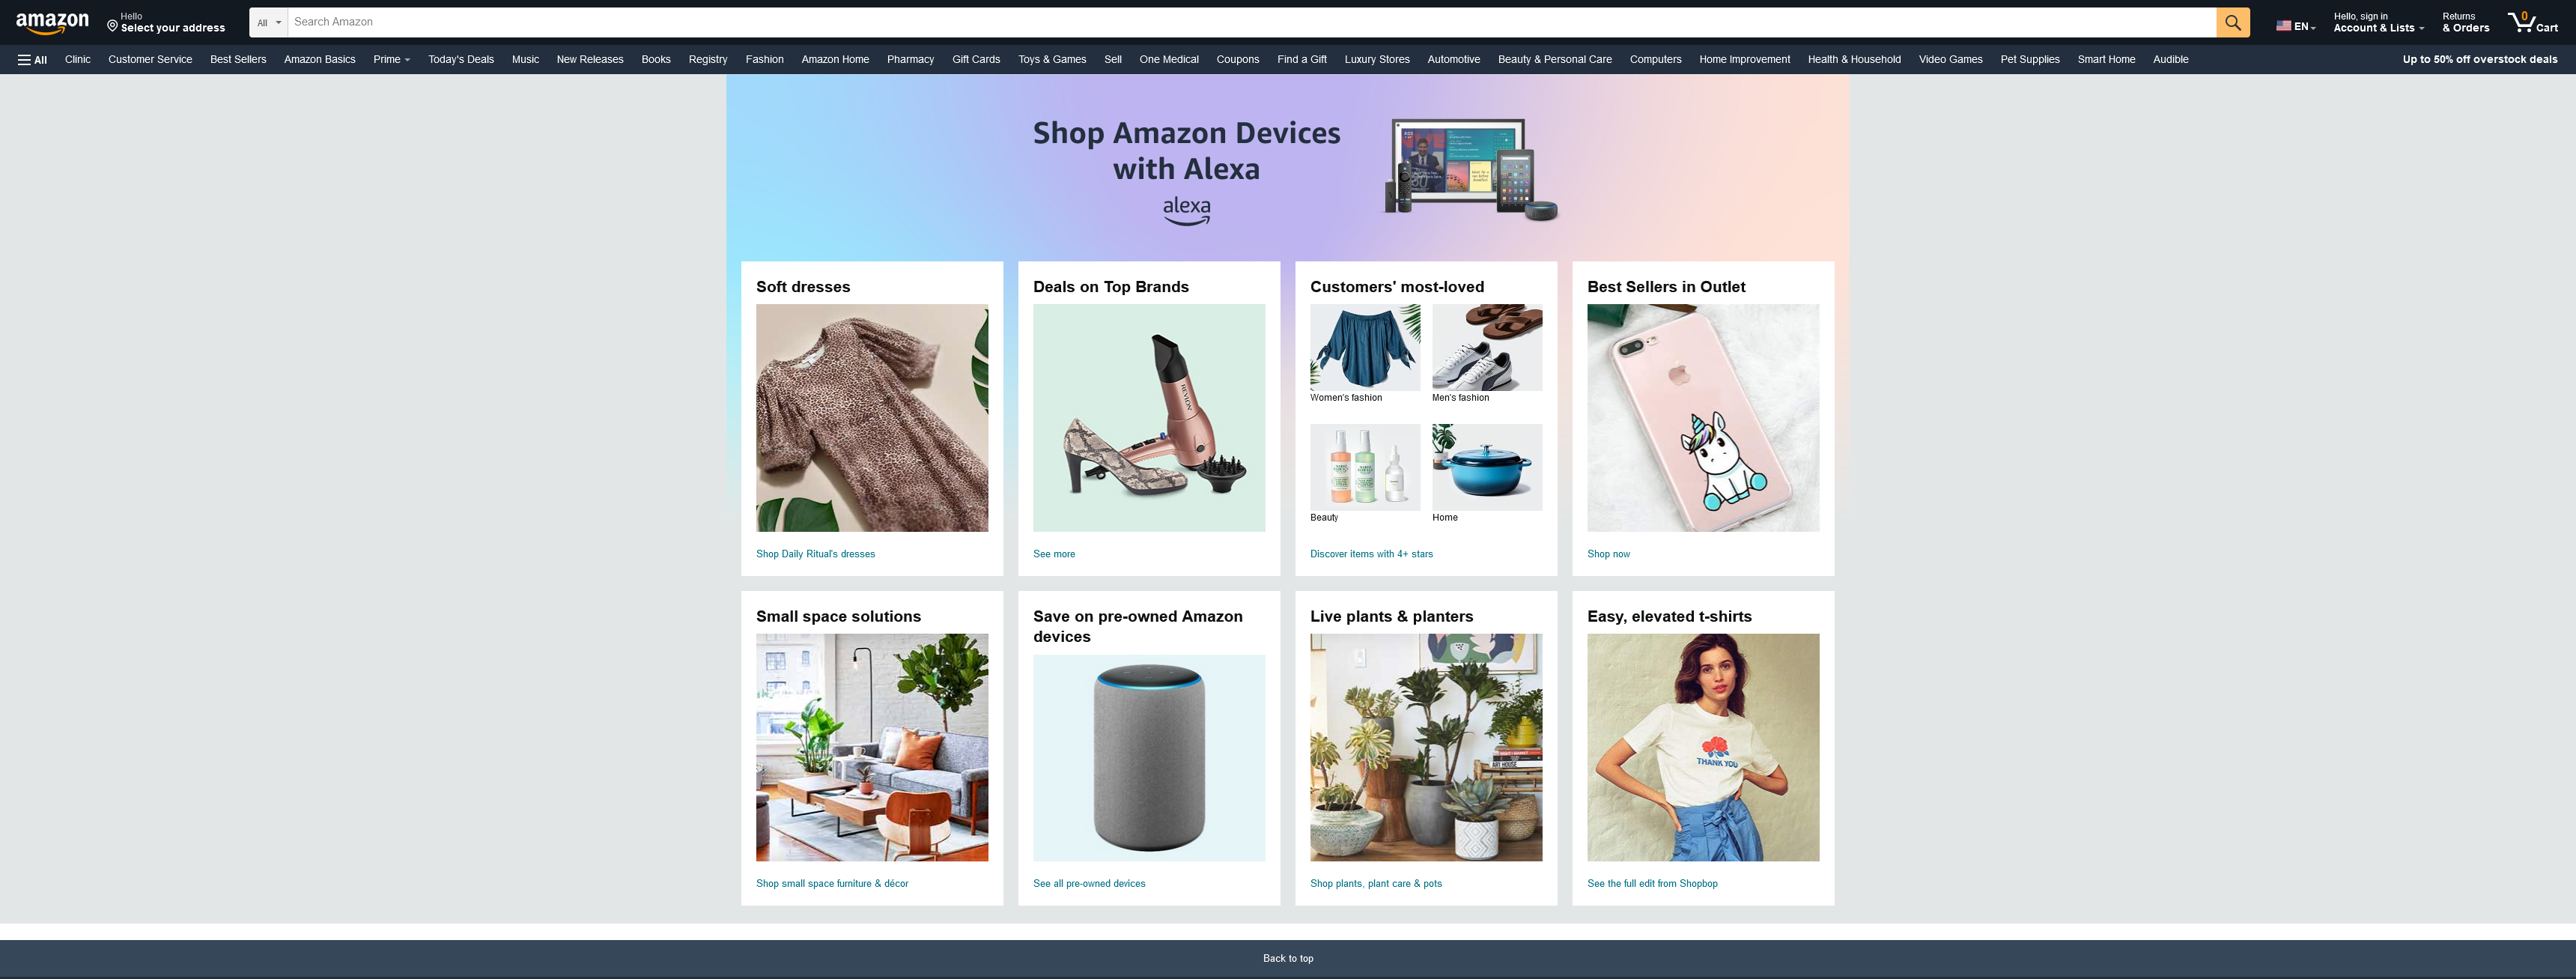 amazon
Hello
Select your address
All
Search Amazon
EN
Hello, sign in
Account & Lists
Returns
& Orders
0
Cart
All
Clinic
Customer Service
Best Sellers
Amazon Basics
Prime
Today's Deals
Music
New Releases
Books
Registry
Fashion
Amazon Home
Pharmacy
Gift Cards
Toys & Games
Sell
One Medical
Coupons
Find a Gift
Luxury Stores
Automotive
Beauty & Personal Care
Computers
Home Improvement
Health & Household
Video Games
Pet Supplies
Smart Home
Audible
Up to 50% off overstock deals
Shop Amazon Devices
with Alexa
alexa
Soft dresses
Shop Daily Ritual's dresses
Deals on Top Brands
REVLON
See more
Customers' most-loved
Women's fashion
Men's fashion
Beauty
Home
Discover items with 4+ stars
Best Sellers in Outlet
Shop now
Small space solutions
Shop small space furniture & décor
Save on pre-owned Amazon
devices
See all pre-owned devices
Live plants & planters
ART HOUSE
Shop plants, plant care & pots
Easy, elevated t-shirts
THANK YOU
See the full edit from Shopbop
Back to top